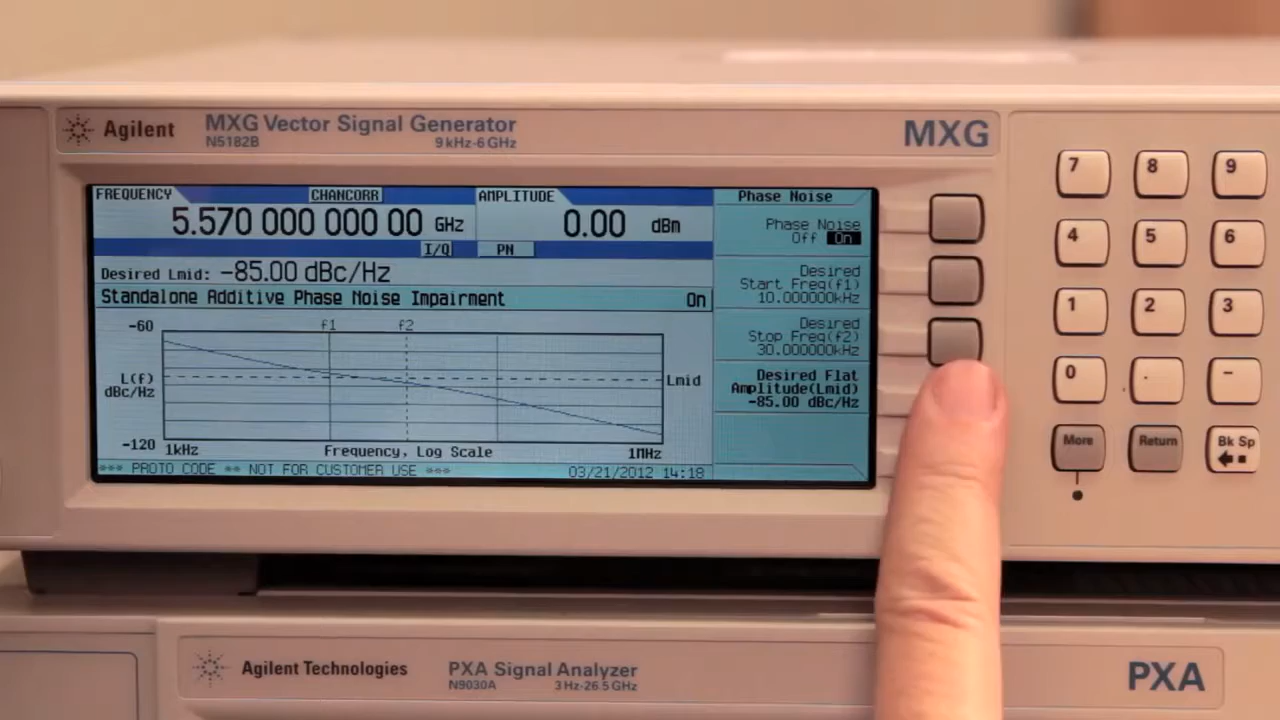 Agilent
MXG Vector Signal Generator
N5182B 9 kHz-6 GHz
MXG
FREQUENCY
CHANCORR
AMPLITUDE
5.570 000 000 00 GHz
0.00 dBm
I/Q
PN
Desired Lmid: -85.00 dBc/Hz
Standalone Additive Phase Noise Impairment On
-60
f1
f2
L(f)
dBc/Hz
Lmid
-120
1kHz
Frequency, Log Scale
1MHz
*** PROTO CODE ** NOT FOR CUSTOMER USE ***
03/21/2012 14:18
Phase Noise
Phase Noise
Off On
Desired
Start Freq(f1)
10.000000kHz
Desired
Stop Freq(f2)
30.000000kHz
Desired Flat
Amplitude(Lmid)
-85.00 dBc/Hz
7 8 9
4 5 6
1 2 3
0 . -
More Return Bk Sp
Agilent Technologies
PXA Signal Analyzer
N9030A 3 Hz-26.5 GHz
PXA